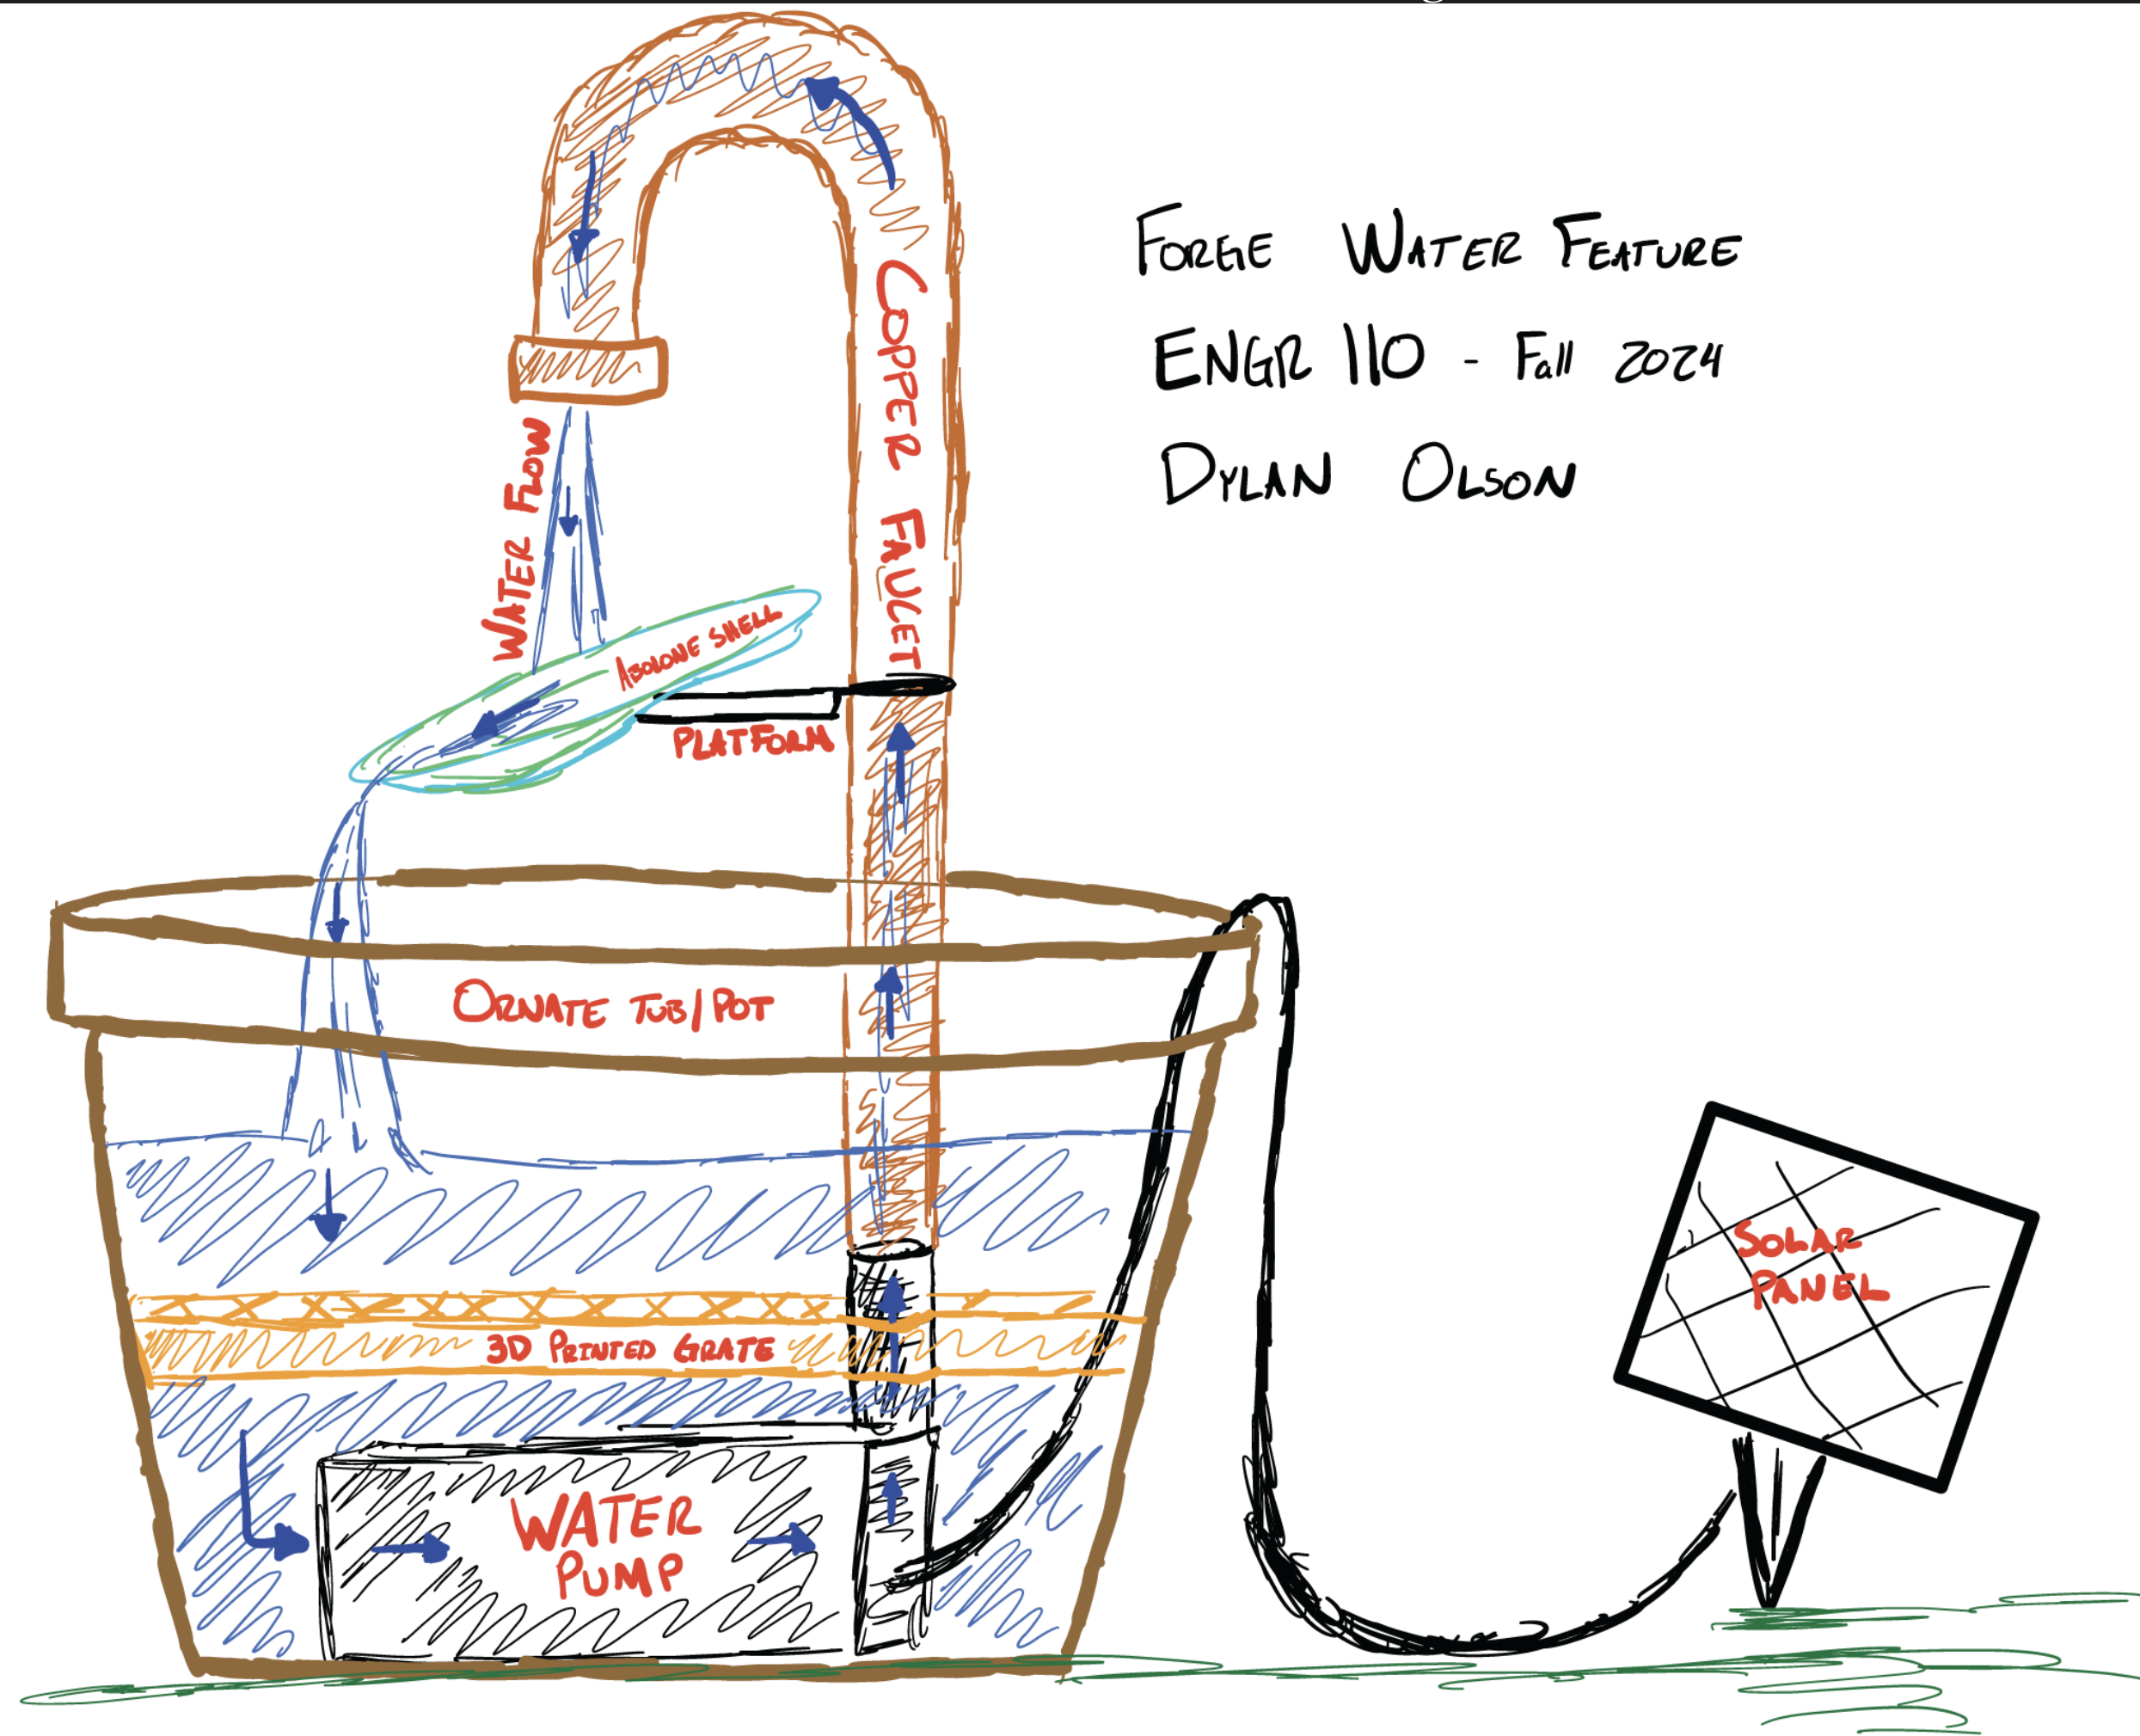 FORGE WATER FEATURE
ENGR 110 - Fall 2024
DYLAN OLSON
COPPER FAUCET
WATER FLOW
ABOLONE SHELL
PLATFORM
ORNATE TUB/POT
SOLAR
PANEL
3D PRINTED GRATE
WATER
PUMP